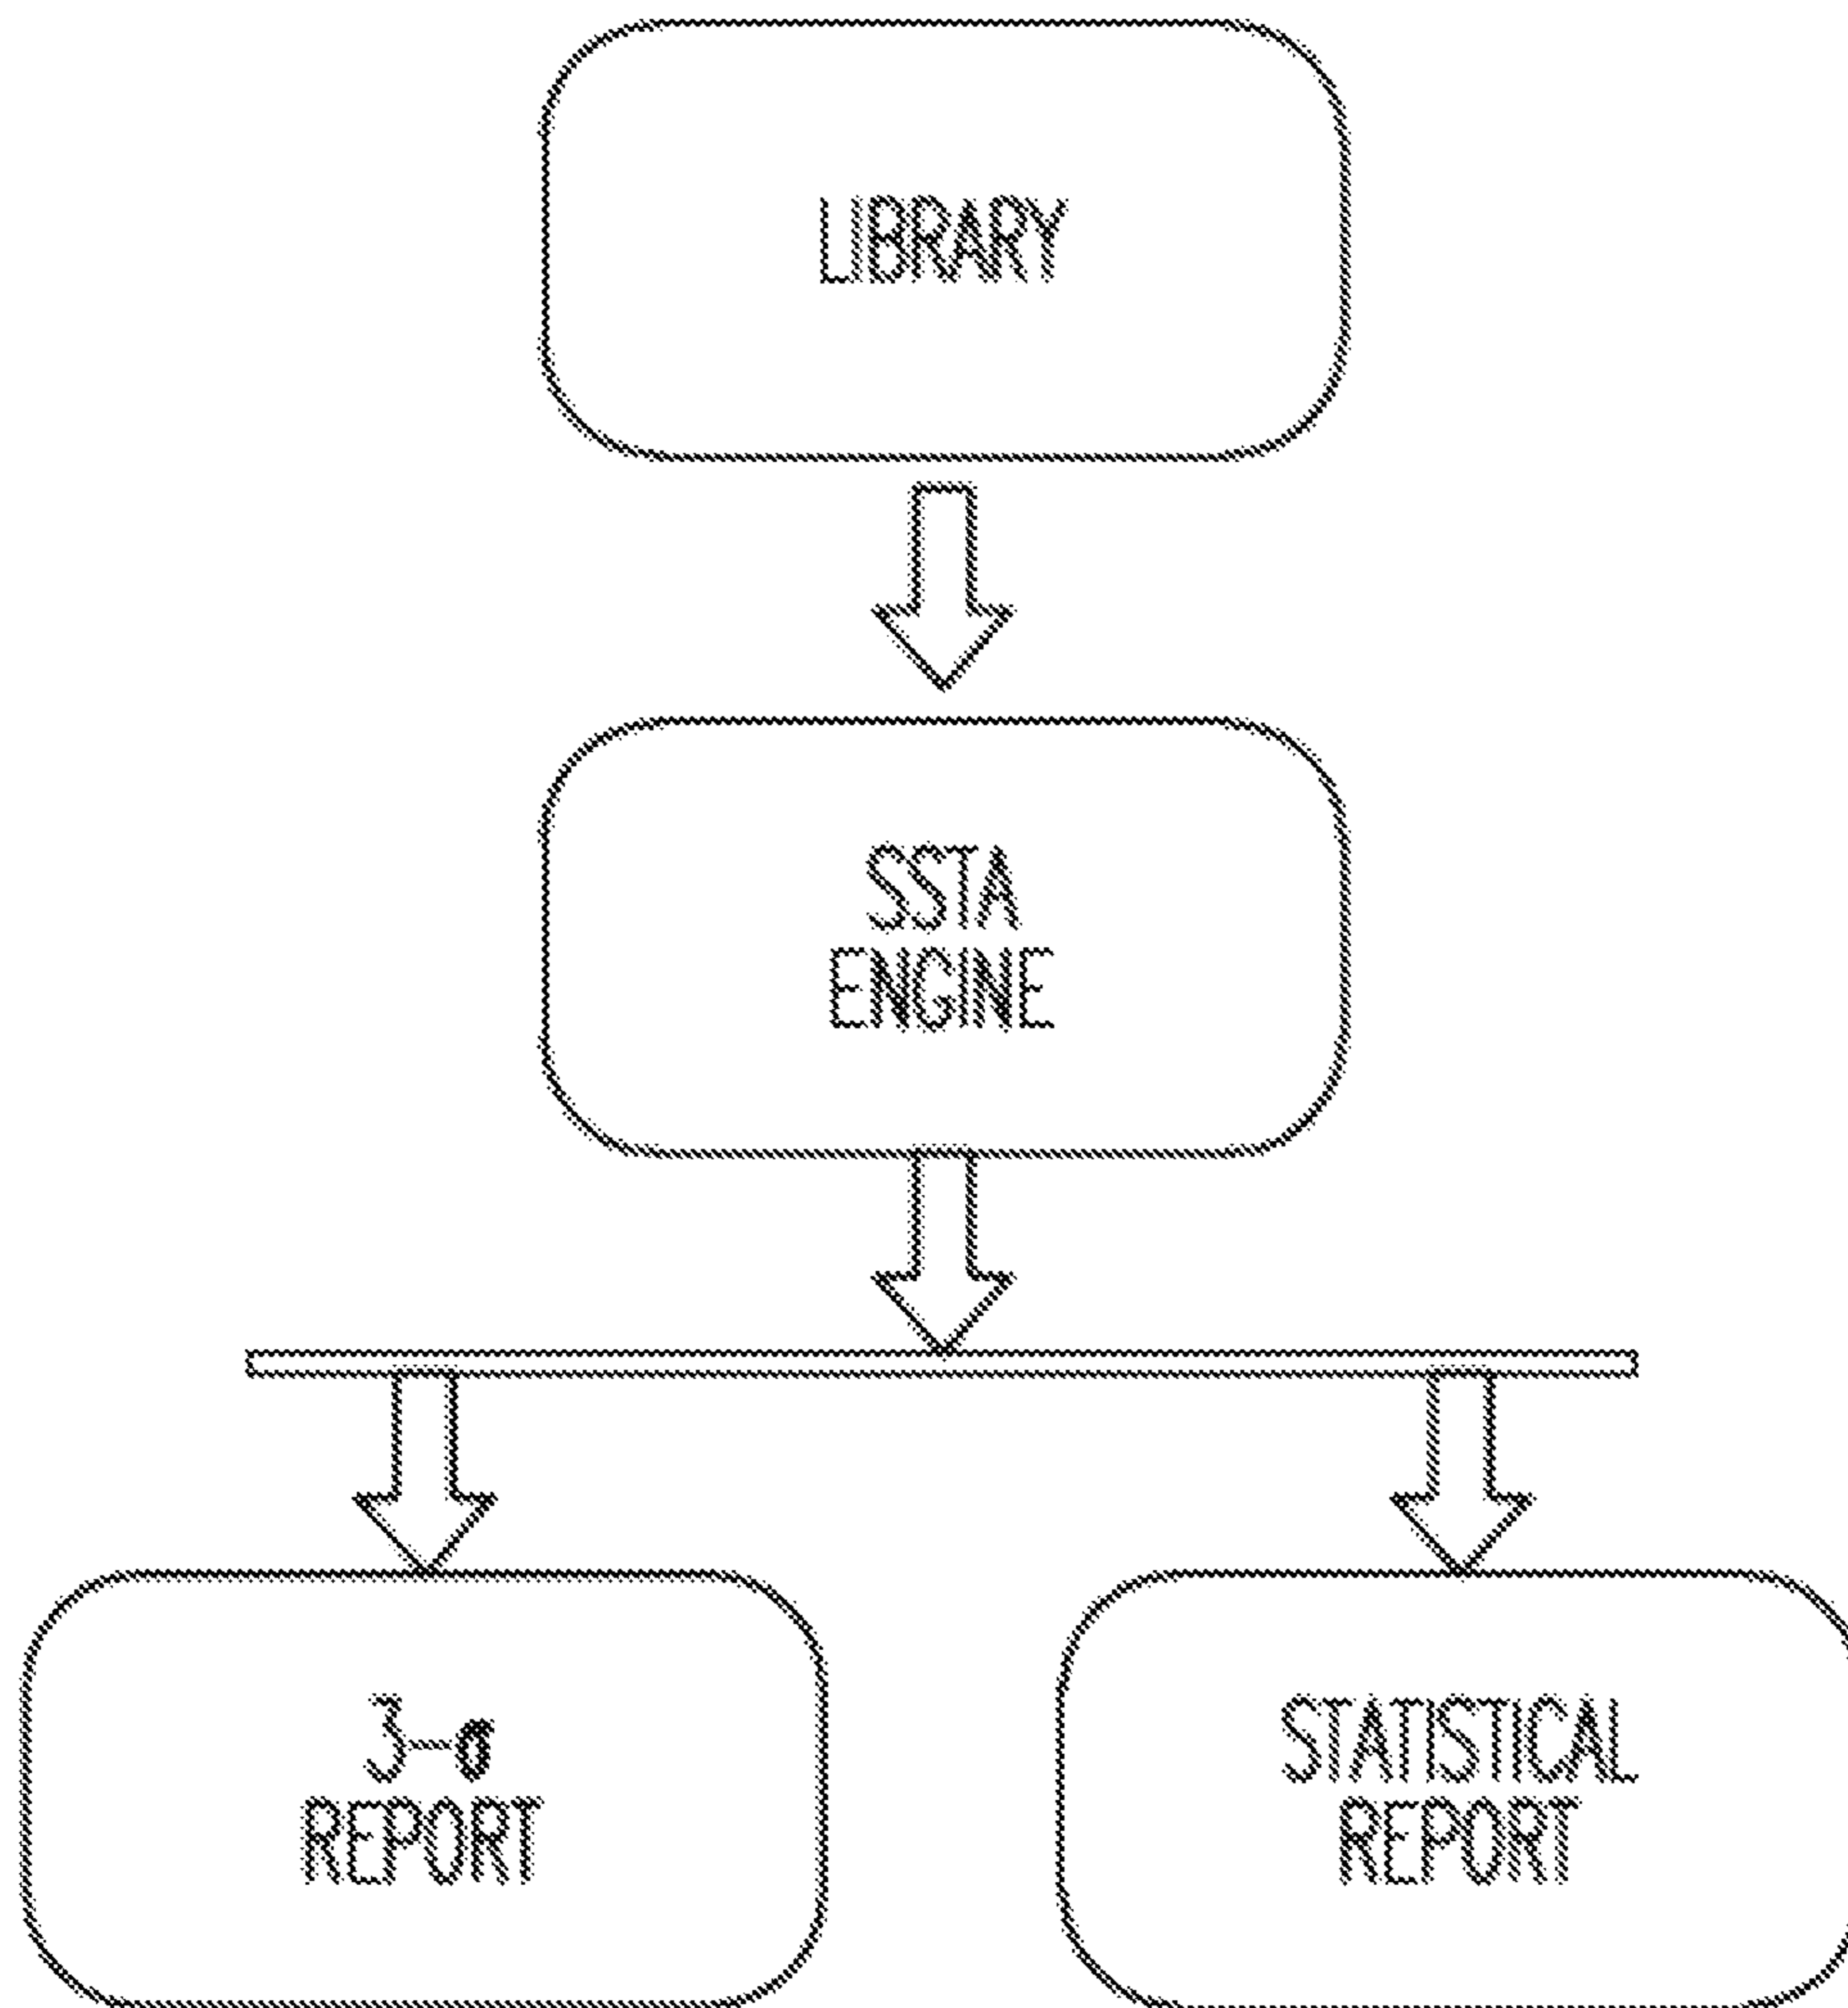 LIBRARY
SSTA
ENGINE
3-σ
REPORT
STATISTICAL
REPORT